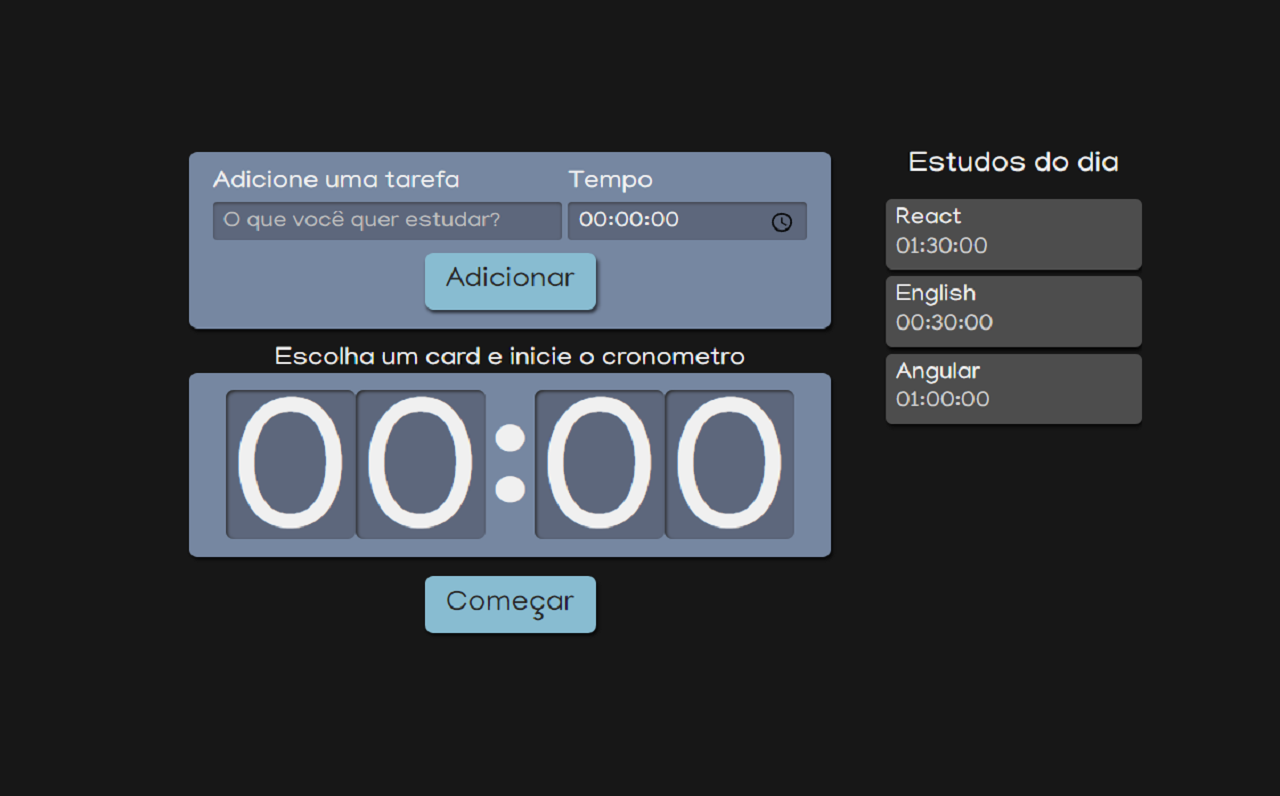 Adicione uma tarefa
Tempo
O que você quer estudar?
00:00:00
Adicionar
Escolha um card e inicie o cronometro
00:00
Começar
Estudos do dia
React
01:30:00
English
00:30:00
Angular
01:00:00